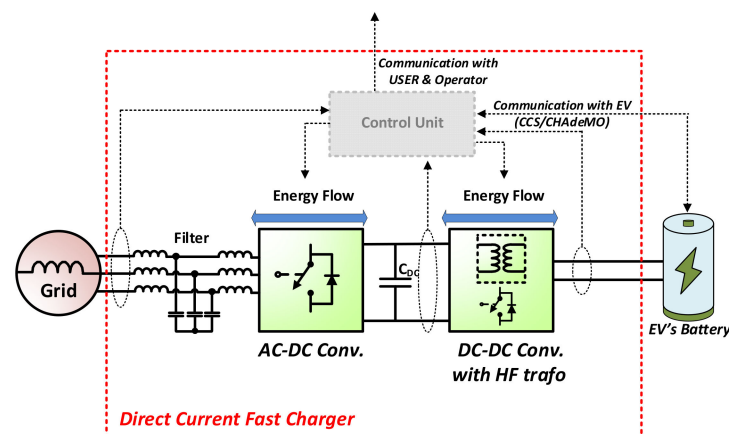 Communication with
USER & Operator
Communication with EV
(CCS/CHAdeMO)
Control Unit
Energy Flow
Energy Flow
Filter
Grid
C_DC
EV's Battery
AC-DC Conv.
DC-DC Conv.
with HF trafo
Direct Current Fast Charger